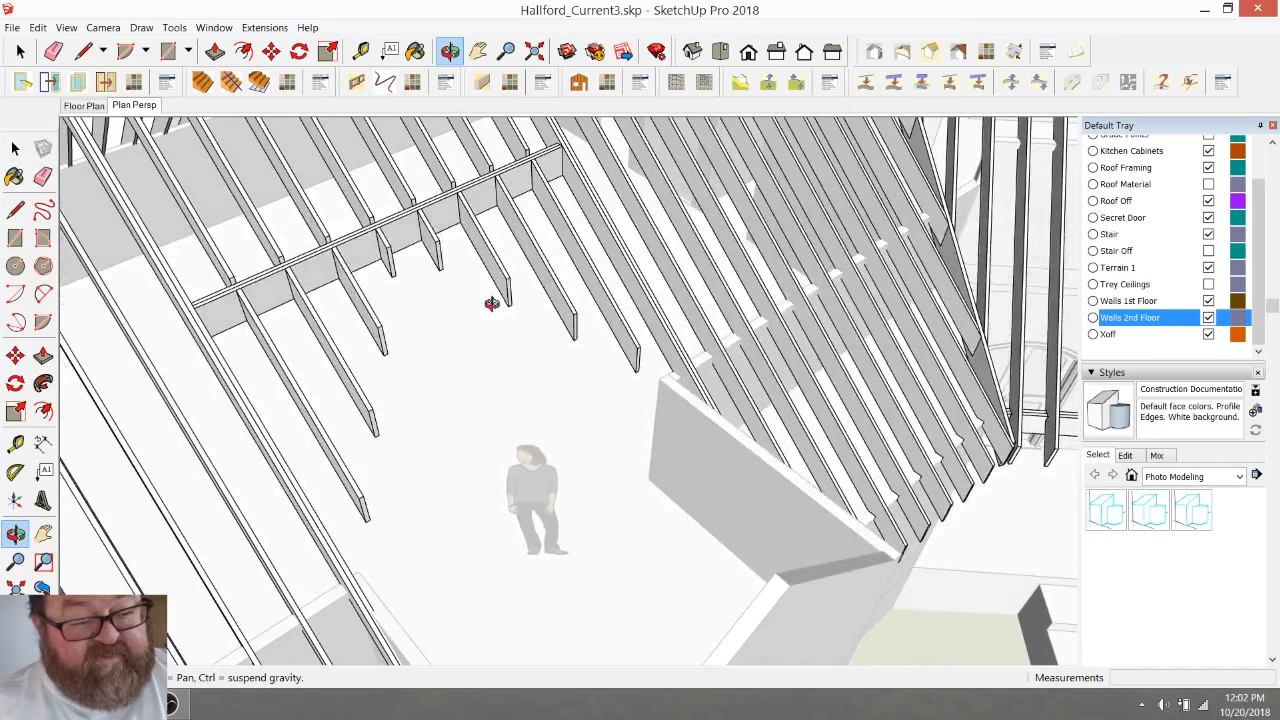 Hallford_Current3.skp - SketchUp Pro 2018
File Edit View Camera Draw Tools Window Extensions Help
Floor Plan Plan Persp
Default Tray
Kitchen Cabinets
Roof Framing
Roof Material
Roof Off
Secret Door
Stair
Stair Off
Terrain 1
Trey Ceilings
Walls 1st Floor
Walls 2nd Floor
Xoff
Styles
Construction Documentatio
Default face colors. Profile
Edges. White background.
Select Edit Mix
Photo Modeling
= Pan, Ctrl = suspend gravity.
Measurements
12:02 PM
10/20/2018